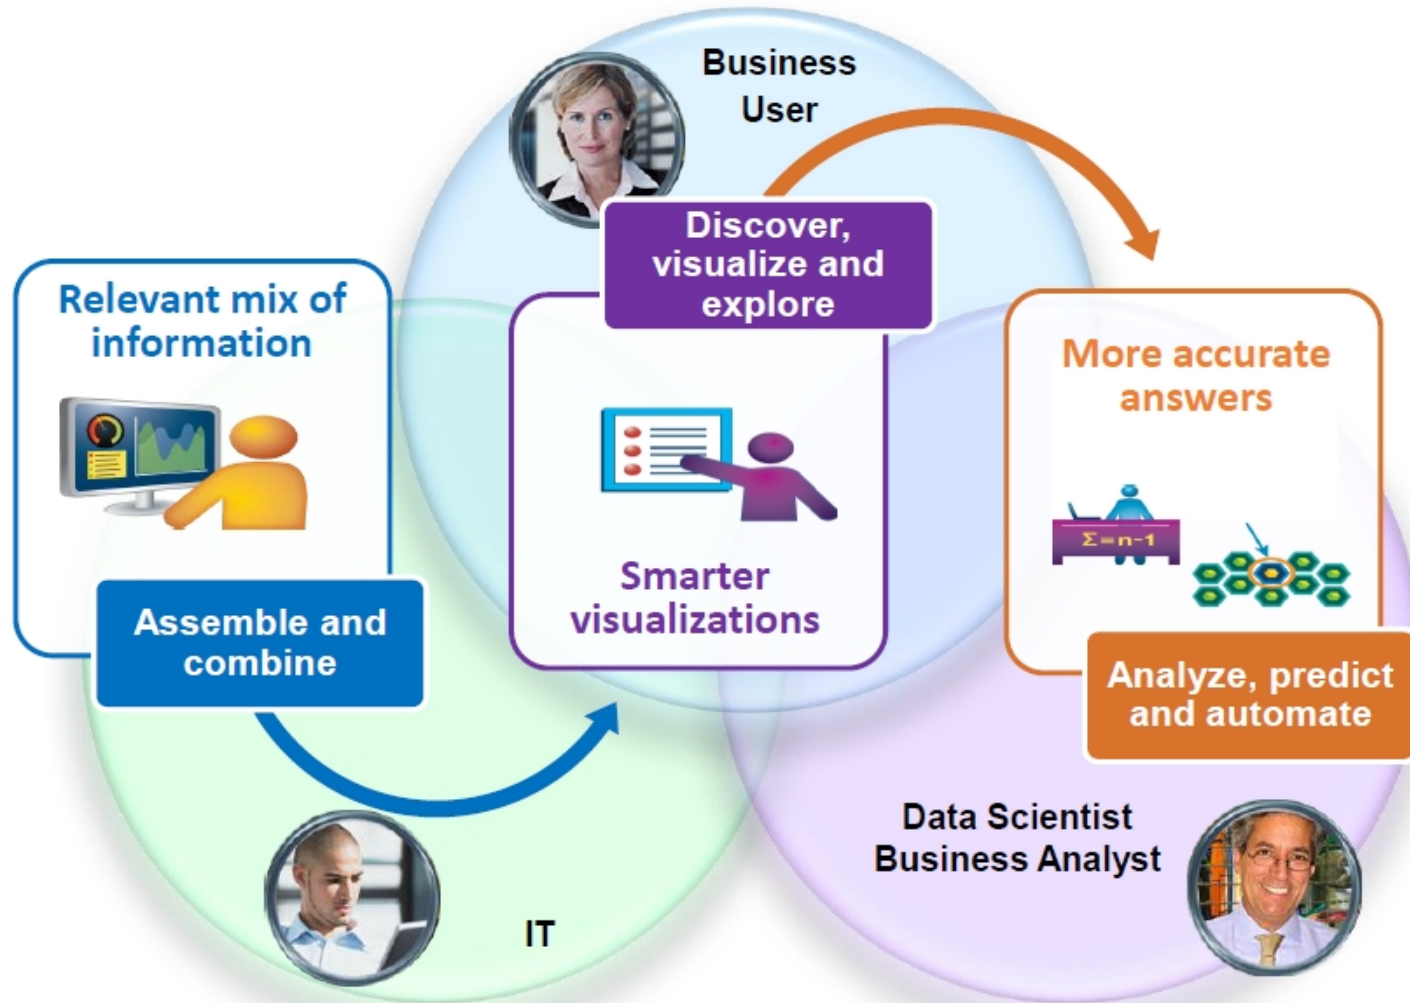 Business
User
Discover,
visualize and
explore
Relevant mix of
information
More accurate
answers
Σ=n-1
Smarter
visualizations
Assemble and
combine
Analyze, predict
and automate
Data Scientist
Business Analyst
IT